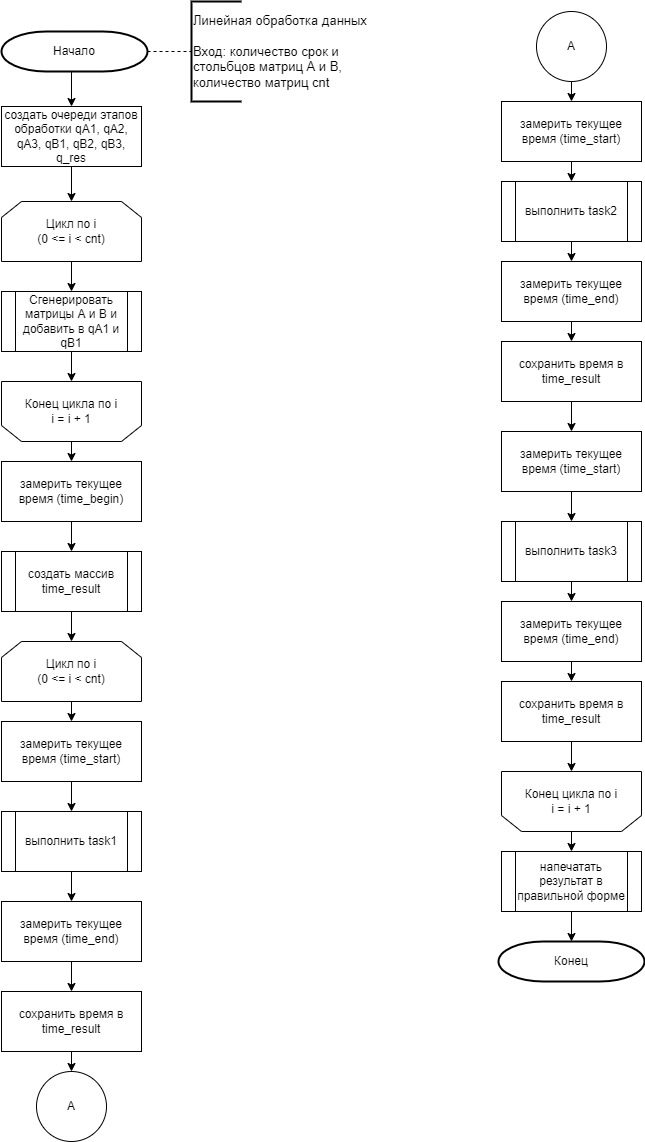 Начало
Линейная обработка данных
Вход: количество срок и
стольбцов матриц А и В,
количество матриц cnt
создать очереди этапов
обработки qA1, qA2,
qA3, qB1, qB2, qB3,
q_res
Цикл по i
(0 <= i < cnt)
Сгенерировать
матрицы А и В и
добавить в qA1 и
qB1
Конец цикла по i
i = i + 1
замерить текущее
время (time_begin)
создать массив
time_result
Цикл по i
(0 <= i < cnt)
замерить текущее
время (time_start)
выполнить task1
замерить текущее
время (time_end)
сохранить время в
time_result
А
А
замерить текущее
время (time_start)
выполнить task2
замерить текущее
время (time_end)
сохранить время в
time_result
замерить текущее
время (time_start)
выполнить task3
замерить текущее
время (time_end)
сохранить время в
time_result
Конец цикла по i
i = i + 1
напечатать
результат в
правильной форме
Конец